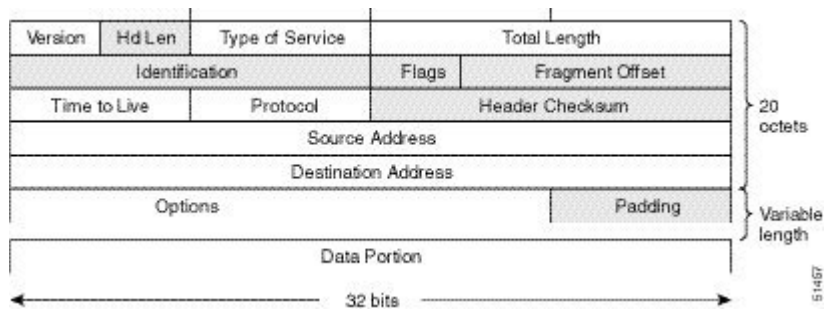 Version Hd Len Type of Service Total Length
Identification Flags Fragment Offset
Time to Live Protocol Header Checksum
20
octets
Source Address
Destination Address
Options Padding
Variable
length
Data Portion
32 bits
51457